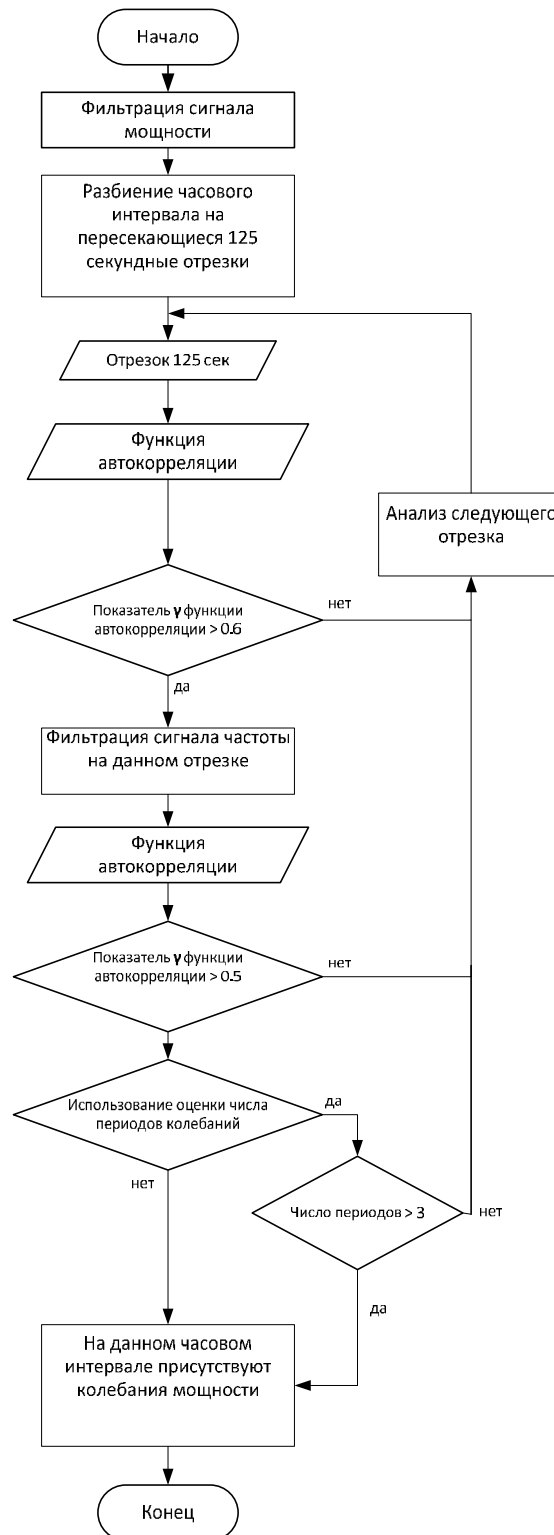 Начало
Фильтрация сигнала
мощности
Разбиение часового
интервала на
пересекающиеся 125
секундные отрезки
Отрезок 125 сек
Функция
автокорреляции
Анализ следующего
отрезка
Показатель γ функции
автокорреляции > 0.6
нет
да
Фильтрация сигнала частоты
на данном отрезке
Функция
автокорреляции
Показатель γ функции
автокорреляции > 0.5
нет
Использование оценки числа
периодов колебаний
да
нет
Число периодов > 3
нет
да
На данном часовом
интервале присутствуют
колебания мощности
Конец